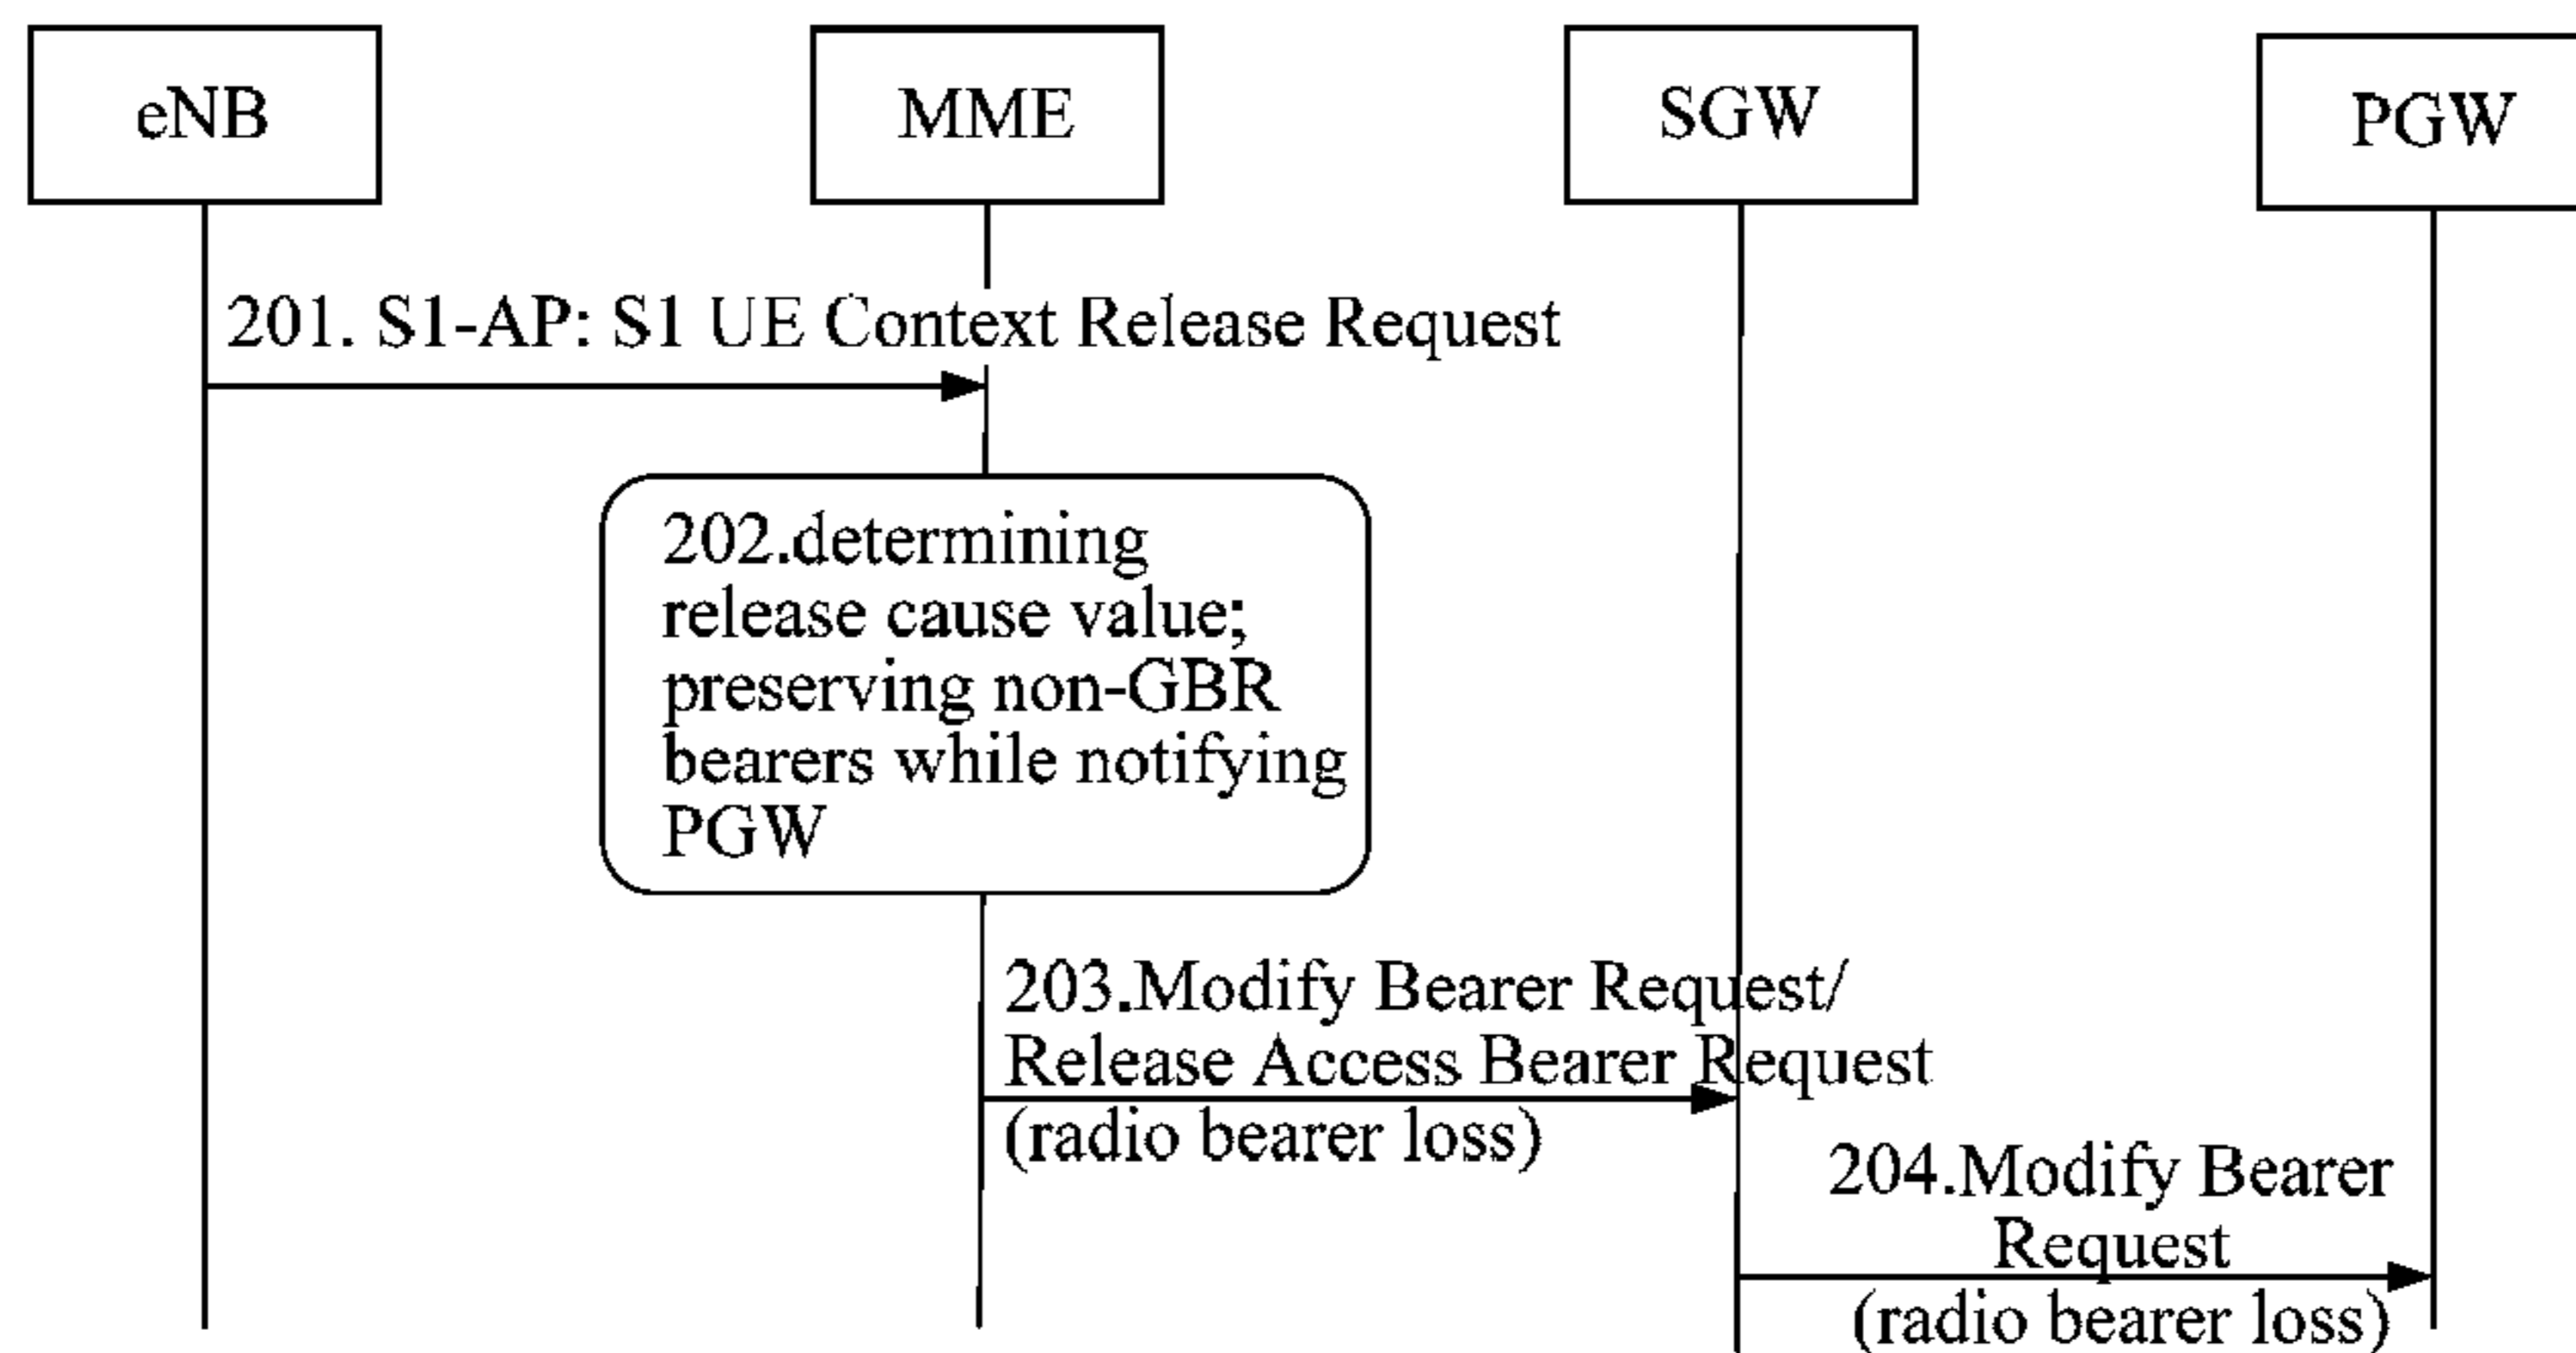 eNB
MME
SGW
PGW
201. S1-AP: S1 UE Context Release Request
202.determining
release cause value;
preserving non-GBR
bearers while notifying
PGW
203.Modify Bearer Request/
Release Access Bearer Request
(radio bearer loss)
204.Modify Bearer
Request
(radio bearer loss)